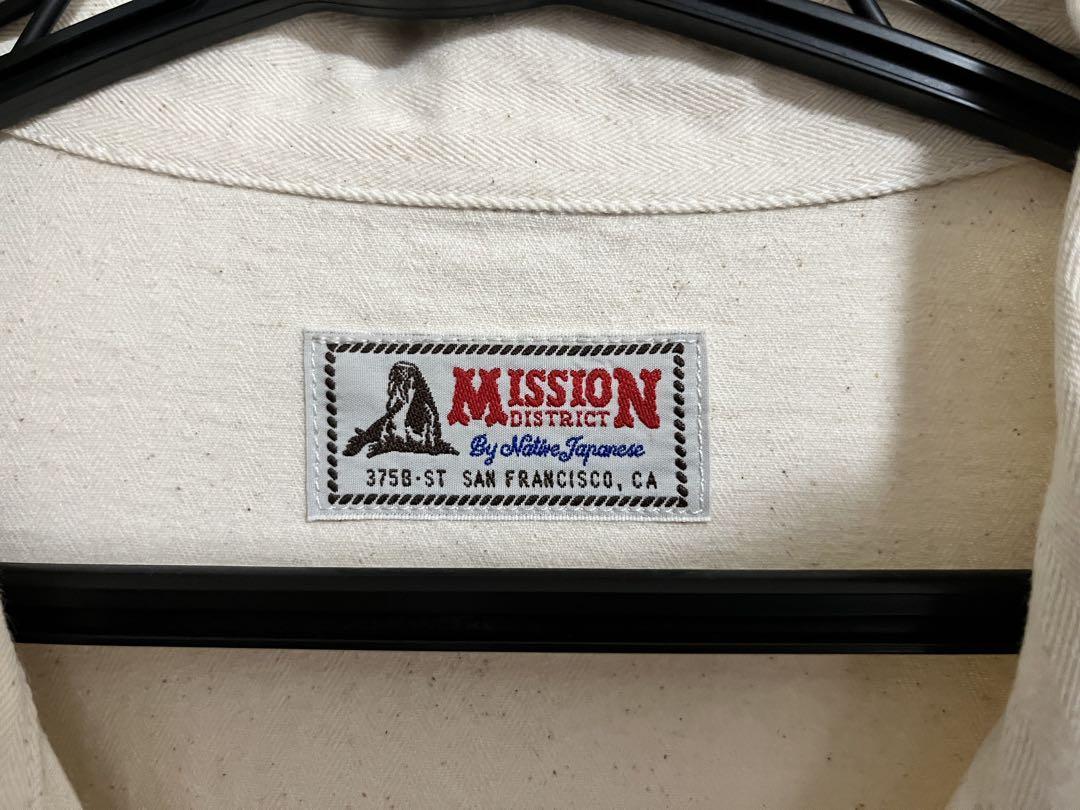 MISSION
DISTRICT
By Native Japanese
375B·ST SAN FRANCISCO, CA